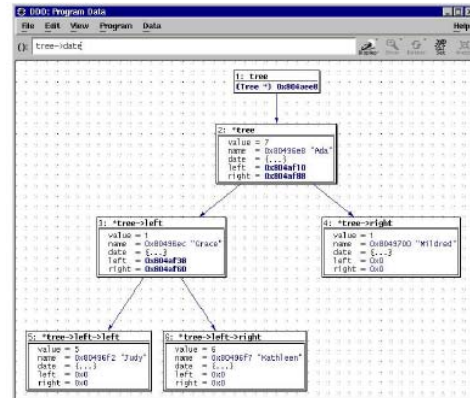 DDD: Program Data
File Edit View Program Data Help
(): tree->date
1: tree
(Tree *) 0x804aee8
2: *tree
value = 7
name = 0x80496e8 "Ada"
date = {...}
left = 0x804af10
right = 0x804af88
3: *tree->left
value = 1
name = 0x80496ec "Grace"
date = {...}
left = 0x804af38
right = 0x804af60
4: *tree->right
value = 1
name = 0x8049700 "Mildred"
date = {...}
left = 0x0
right = 0x0
5: *tree->left->left
value = 5
name = 0x80496f2 "Judy"
date = {...}
left = 0x0
right = 0x0
6: *tree->left->right
value = 6
name = 0x80496f7 "Kathleen"
date = {...}
left = 0x0
right = 0x0